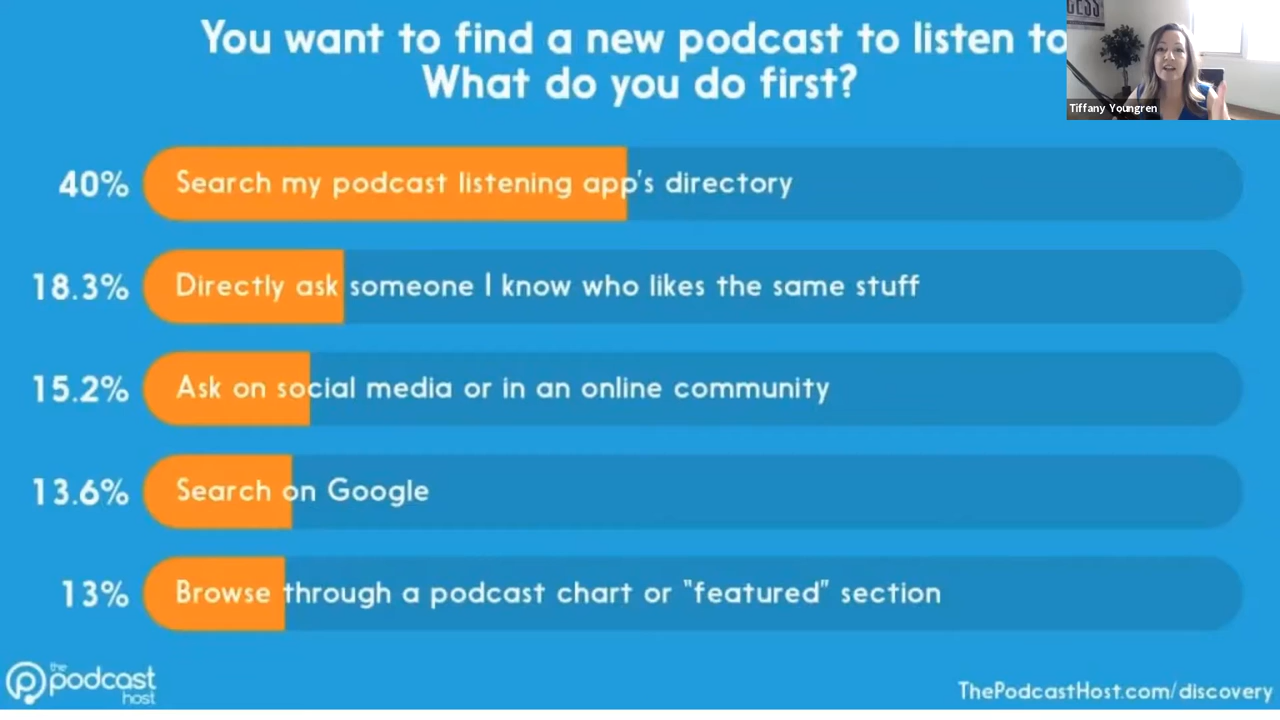 You want to find a new podcast to listen to
What do you do first?
Tiffany Youngren
40% Search my podcast listening app's directory
18.3% Directly ask someone I know who likes the same stuff
15.2% Ask on social media or in an online community
13.6% Search on Google
13% Browse through a podcast chart or "featured" section
the
podcast
host
ThePodcastHost.com/discovery